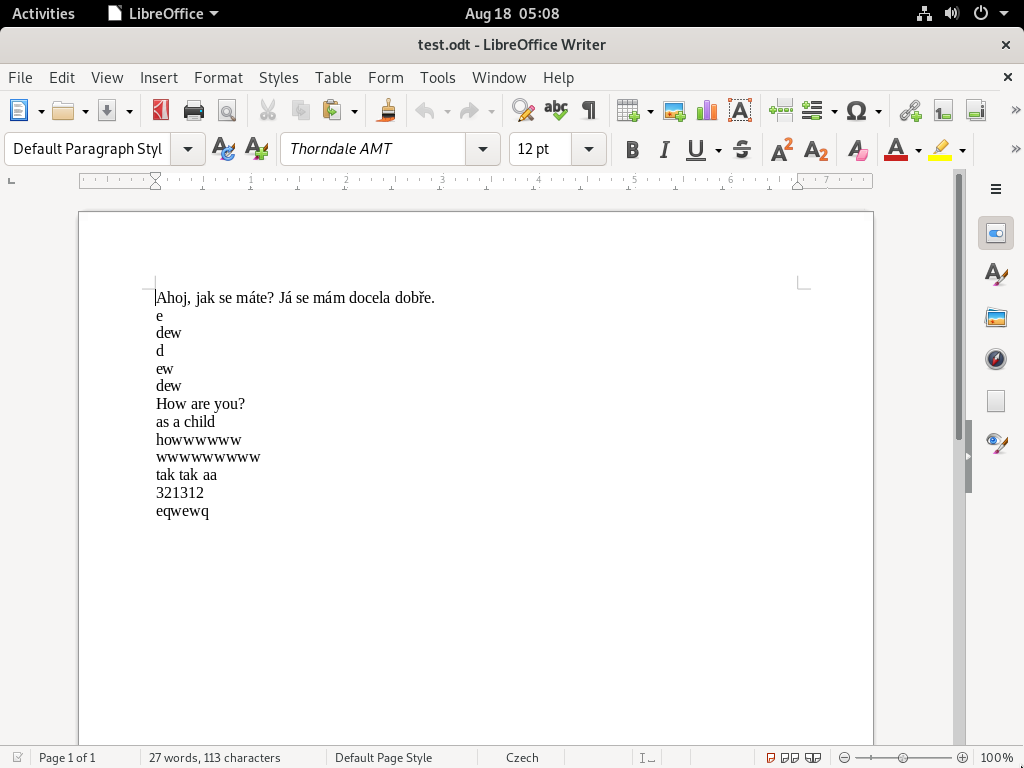 Activities LibreOffice Aug 18 05:08
test.odt - LibreOffice Writer
File Edit View Insert Format Styles Table Form Tools Window Help
Default Paragraph Styl Thorndale AMT 12 pt
1 2 3 4 5 6 7
Ahoj, jak se máte? Já se mám docela dobře.
e
dew
d
ew
dew
How are you?
as a child
howwwwww
wwwwwwwww
tak tak aa
321312
eqwewq
Page 1 of 1 27 words, 113 characters Default Page Style Czech 100%